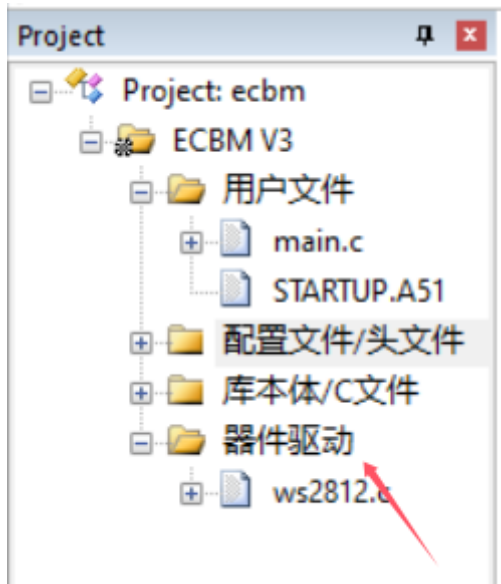 Project
Project: ecbm
ECBM V3
用户文件
main.c
STARTUP.A51
配置文件/头文件
库本体/C文件
器件驱动
ws2812.c